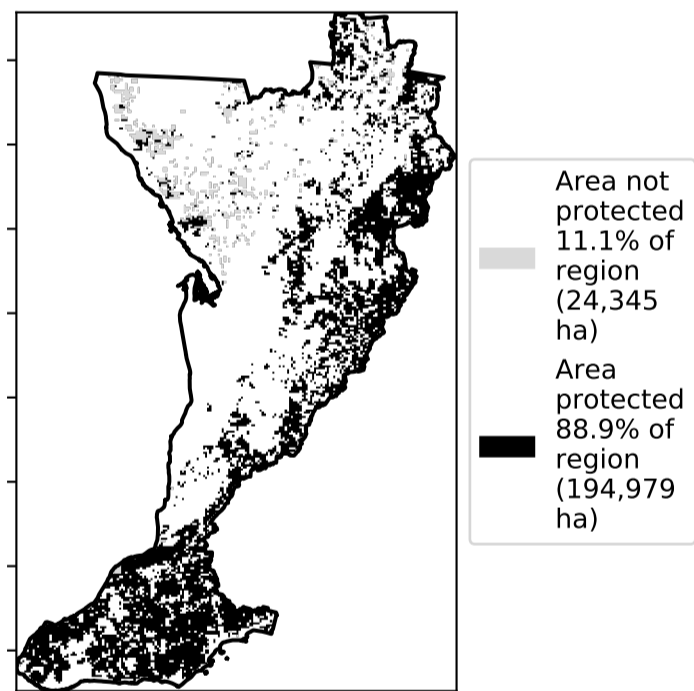 Area not
protected
11.1% of
region
(24,345
ha)
Area
protected
88.9% of
region
(194,979
ha)